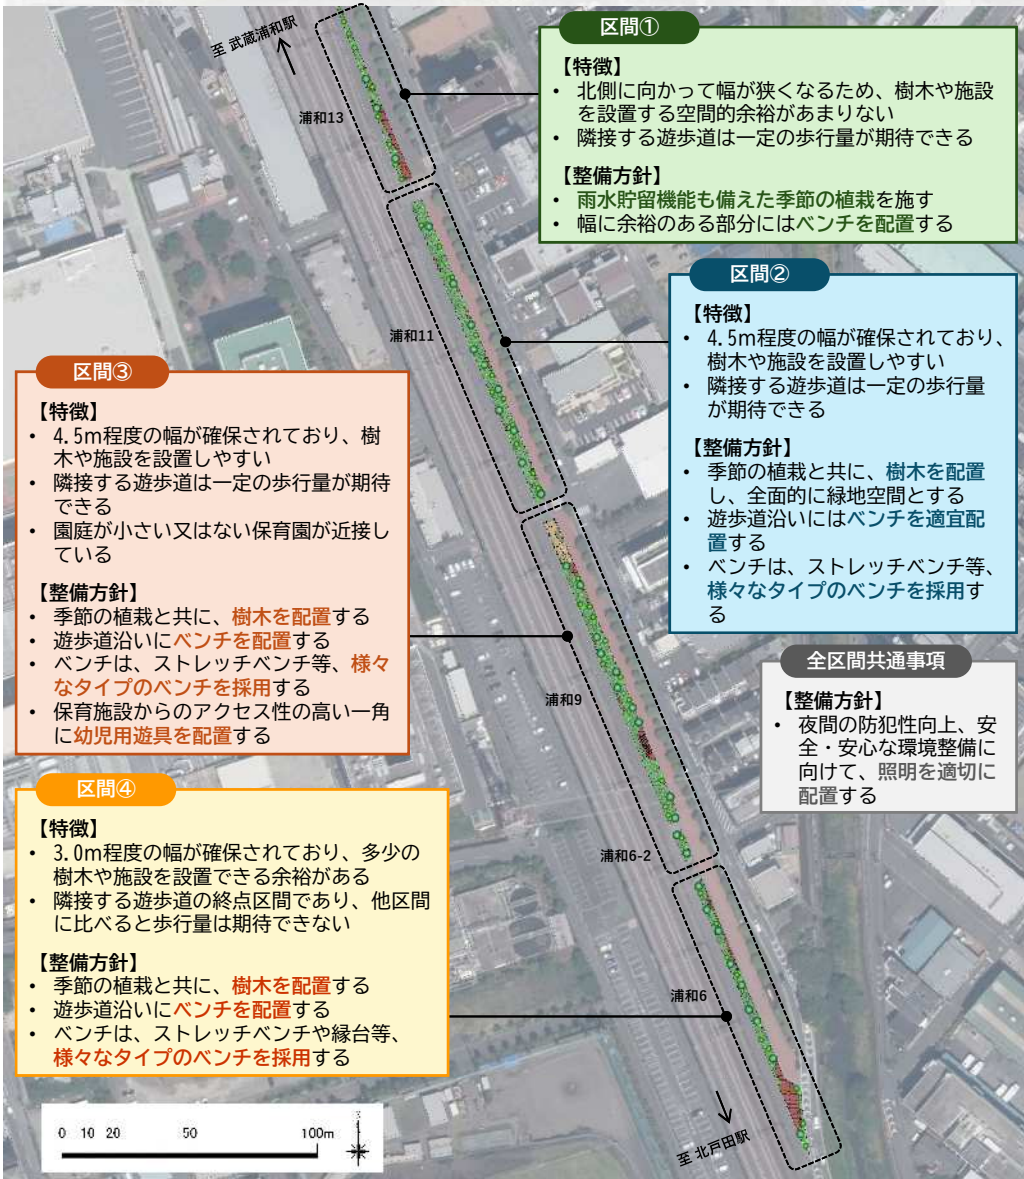 至 武蔵浦和駅
浦和13
区間①
【特徴】
• 北側に向かって幅が狭くなるため、樹木や施設
を設置する空間的余裕があまりない
• 隣接する遊歩道は一定の歩行量が期待できる
【整備方針】
• 雨水貯留機能も備えた季節の植栽を施す
• 幅に余裕のある部分にはベンチを配置する
浦和11
区間②
【特徴】
• 4.5m程度の幅が確保されており、
樹木や施設を設置しやすい
• 隣接する遊歩道は一定の歩行量
が期待できる
【整備方針】
• 季節の植栽と共に、樹木を配置
し、全面的に緑地空間とする
• 遊歩道沿いにはベンチを適宜配
置する
• ベンチは、ストレッチベンチ等、
様々なタイプのベンチを採用す
る
区間③
【特徴】
• 4.5m程度の幅が確保されており、樹
木や施設を設置しやすい
• 隣接する遊歩道は一定の歩行量が期待
できる
• 園庭が小さい又はない保育園が近接し
ている
【整備方針】
• 季節の植栽と共に、樹木を配置する
• 遊歩道沿いにベンチを配置する
• ベンチは、ストレッチベンチ等、様々
なタイプのベンチを採用する
• 保育施設からのアクセス性の高い一角
に幼児用遊具を配置する
浦和9
全区間共通事項
【整備方針】
• 夜間の防犯性向上、安
全・安心な環境整備に
向けて、照明を適切に
配置する
浦和6-2
区間④
【特徴】
• 3.0m程度の幅が確保されており、多少の
樹木や施設を設置できる余裕がある
• 隣接する遊歩道の終点区間であり、他区間
に比べると歩行量は期待できない
【整備方針】
• 季節の植栽と共に、樹木を配置する
• 遊歩道沿いにベンチを配置する
• ベンチは、ストレッチベンチや縁台等、
様々なタイプのベンチを採用する
浦和6
至 北戸田駅
0 10 20 50 100m